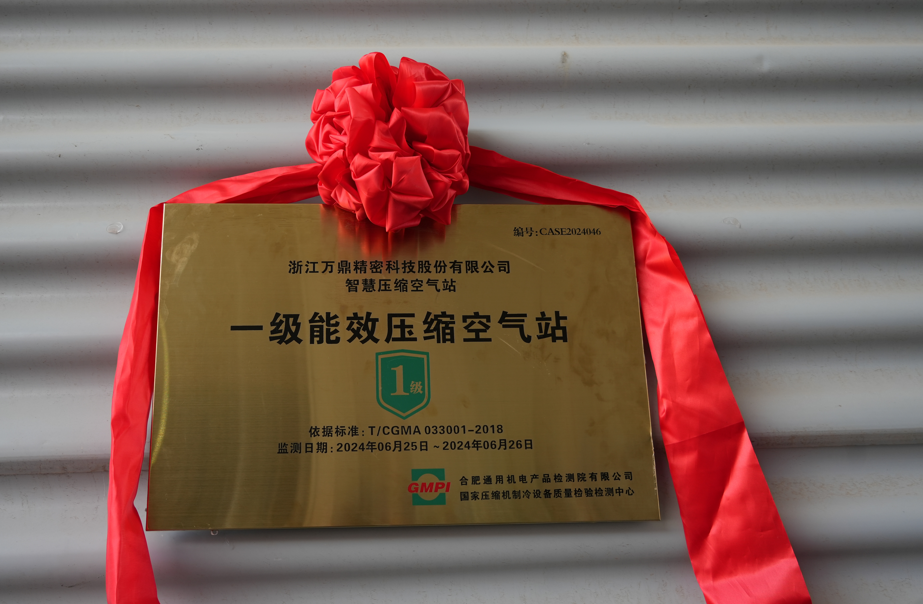 编号:CASE2024046
浙江万鼎精密科技股份有限公司
智慧压缩空气站
一级能效压缩空气站
1级
依据标准:T/CGMA 033001-2018
监测日期:2024年06月25日~2024年06月26日
GMPI
合肥通用机电产品检测院有限公司
国家压缩机制冷设备质量检验检测中心